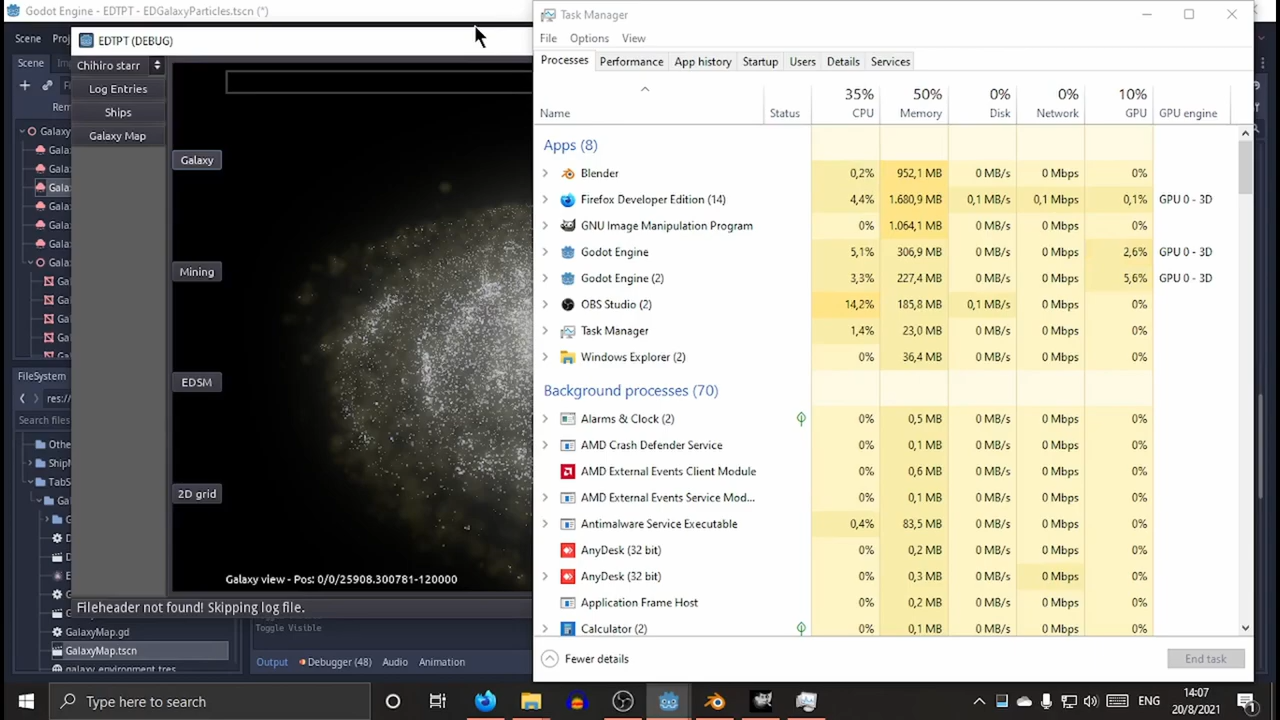 Godot Engine - EDTPT - EDGalaxyParticles.tscn (*)
Scene
EDTPT (DEBUG)
Chihiro starr
Log Entries
Ships
Galaxy Map
Galaxy
Mining
EDSM
2D grid
Galaxy view - Pos: 0/0/25908.300781-120000
Fileheader not found! Skipping log file.
Scene
Galaxy
FileSystem
res://
Search files
Othe
ShipM
TabS
GalaxyMap.gd
GalaxyMap.tscn
galaxy_environment.tres
Toggle Visible
Output
Debugger (48)
Audio
Animation
Task Manager
File Options View
Processes Performance App history Startup Users Details Services
35% 50% 0% 0% 10%
Name Status CPU Memory Disk Network GPU GPU engine
Apps (8)
Blender 0,2% 952,1 MB 0 MB/s 0 Mbps 0%
Firefox Developer Edition (14) 4,4% 1.680,9 MB 0,1 MB/s 0,1 Mbps 0,1% GPU 0 - 3D
GNU Image Manipulation Program 0% 1.064,1 MB 0 MB/s 0 Mbps 0%
Godot Engine 5,1% 306,9 MB 0 MB/s 0 Mbps 2,6% GPU 0 - 3D
Godot Engine (2) 3,3% 227,4 MB 0 MB/s 0 Mbps 5,6% GPU 0 - 3D
OBS Studio (2) 14,2% 185,8 MB 0,1 MB/s 0 Mbps 0%
Task Manager 1,4% 23,0 MB 0 MB/s 0 Mbps 0%
Windows Explorer (2) 0% 36,4 MB 0 MB/s 0 Mbps 0%
Background processes (70)
Alarms & Clock (2) 0% 0,5 MB 0 MB/s 0 Mbps 0%
AMD Crash Defender Service 0% 0,1 MB 0 MB/s 0 Mbps 0%
AMD External Events Client Module 0% 0,6 MB 0 MB/s 0 Mbps 0%
AMD External Events Service Mod... 0% 0,1 MB 0 MB/s 0 Mbps 0%
Antimalware Service Executable 0,4% 83,5 MB 0 MB/s 0 Mbps 0%
AnyDesk (32 bit) 0% 0,2 MB 0 MB/s 0 Mbps 0%
AnyDesk (32 bit) 0% 0,3 MB 0 MB/s 0 Mbps 0%
Application Frame Host 0% 0,2 MB 0 MB/s 0 Mbps 0%
Calculator (2) 0% 0,1 MB 0 MB/s 0 Mbps 0%
Fewer details
End task
Type here to search
ENG
14:07
20/8/2021
1